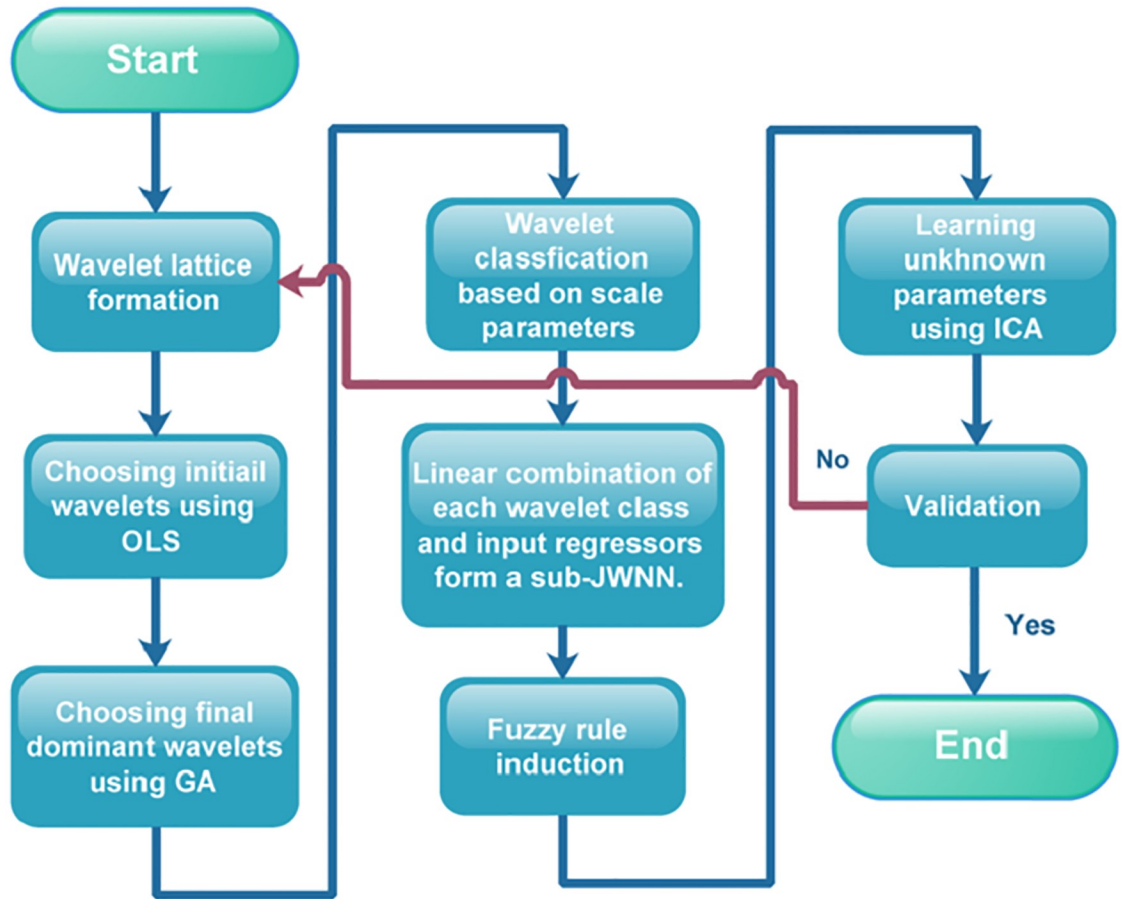 Start
Wavelet lattice
formation
Choosing initiail
wavelets using
OLS
Choosing final
dominant wavelets
using GA
Wavelet
classfication
based on scale
parameters
Linear combination of
each wavelet class
and input regressors
form a sub-JWNN.
Fuzzy rule
induction
Learning
unkhnown
parameters
using ICA
No
Validation
Yes
End